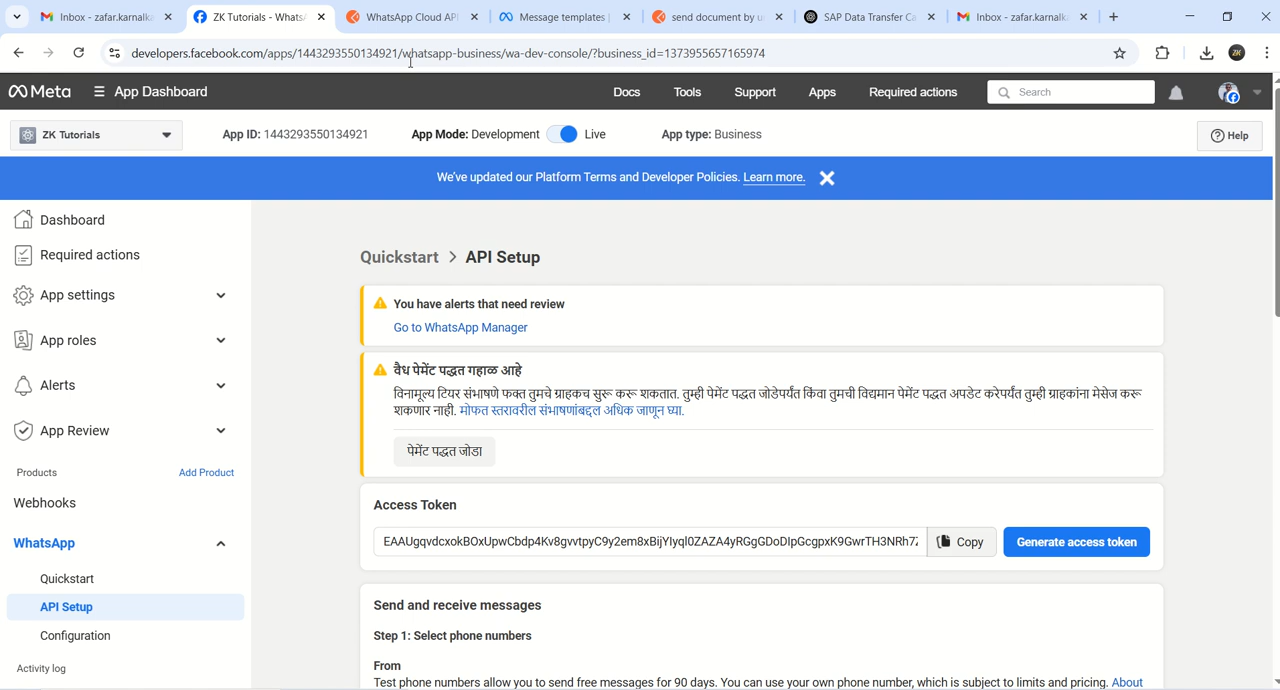 Inbox - zafar.karnalka
ZK Tutorials - Whats
WhatsApp Cloud API
Message templates |
send document by u
SAP Data Transfer Ca
Inbox - zafar.karnalk
developers.facebook.com/apps/1443293550134921/whatsapp-business/wa-dev-console/?business_id=1373955657165974
ZK
Meta
App Dashboard
Docs
Tools
Support
Apps
Required actions
Search
ZK Tutorials
App ID: 1443293550134921
App Mode: Development
Live
App type: Business
Help
We've updated our Platform Terms and Developer Policies. Learn more.
Dashboard
Required actions
App settings
App roles
Alerts
App Review
Products
Add Product
Webhooks
WhatsApp
Quickstart
API Setup
Configuration
Activity log
Quickstart > API Setup
You have alerts that need review
Go to WhatsApp Manager
वैध पेमेंट पद्धत गहाळ आहे
विनामूल्य टियर संभाषणे फक्त तुमचे ग्राहकच सुरू करू शकतात. तुम्ही पेमेंट पद्धत जोडेपर्यंत किंवा तुमची विद्यमान पेमेंट पद्धत अपडेट करेपर्यंत तुम्ही ग्राहकांना मेसेज करू
शकणार नाही. मोफत स्तरावरील संभाषणांबद्दल अधिक जाणून घ्या.
पेमेंट पद्धत जोडा
Access Token
Copy
Generate access token
Send and receive messages
Step 1: Select phone numbers
From
Test phone numbers allow you to send free messages for 90 days. You can use your own phone number, which is subject to limits and pricing. About